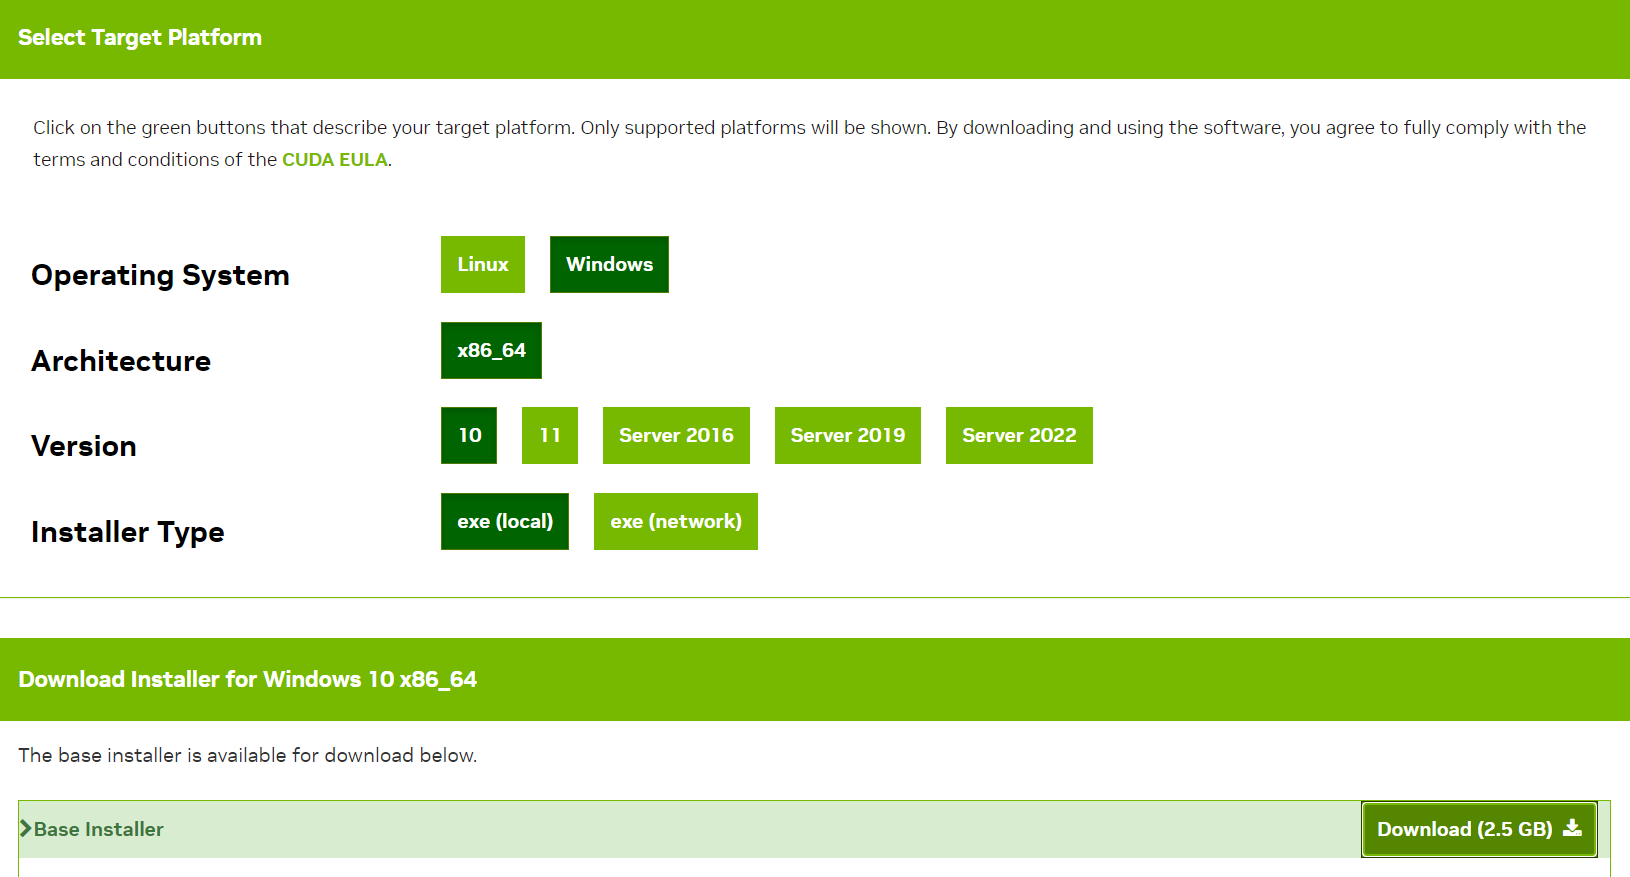 Select Target Platform
Click on the green buttons that describe your target platform. Only supported platforms will be shown. By downloading and using the software, you agree to fully comply with the
terms and conditions of the CUDA EULA.
Operating System
Linux Windows
Architecture
x86_64
Version
10 11 Server 2016 Server 2019 Server 2022
Installer Type
exe (local) exe (network)
Download Installer for Windows 10 x86_64
The base installer is available for download below.
Base Installer
Download (2.5 GB)